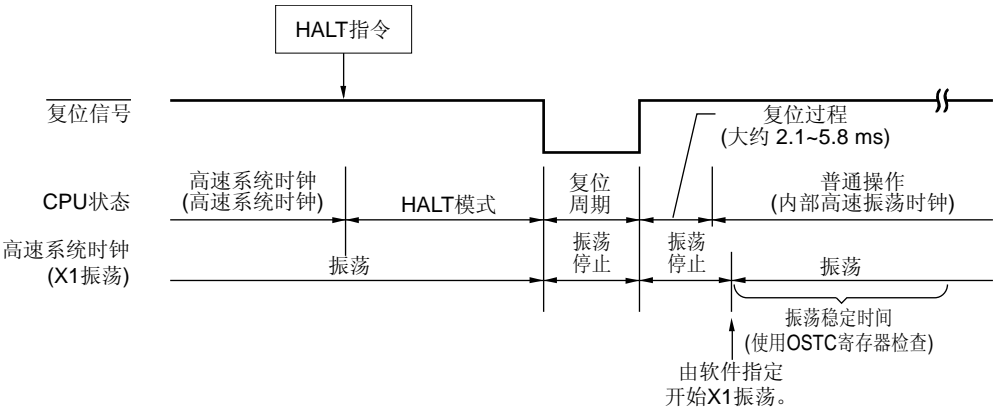 HALT指令
复位信号
复位过程
(大约 2.1~5.8 ms)
CPU状态
高速系统时钟
(高速系统时钟)
HALT模式
复位
周期
普通操作
(内部高速振荡时钟)
高速系统时钟
(X1振荡)
振荡
振荡
停止
振荡
停止
振荡
振荡稳定时间
(使用OSTC寄存器检查)
由软件指定
开始X1振荡。